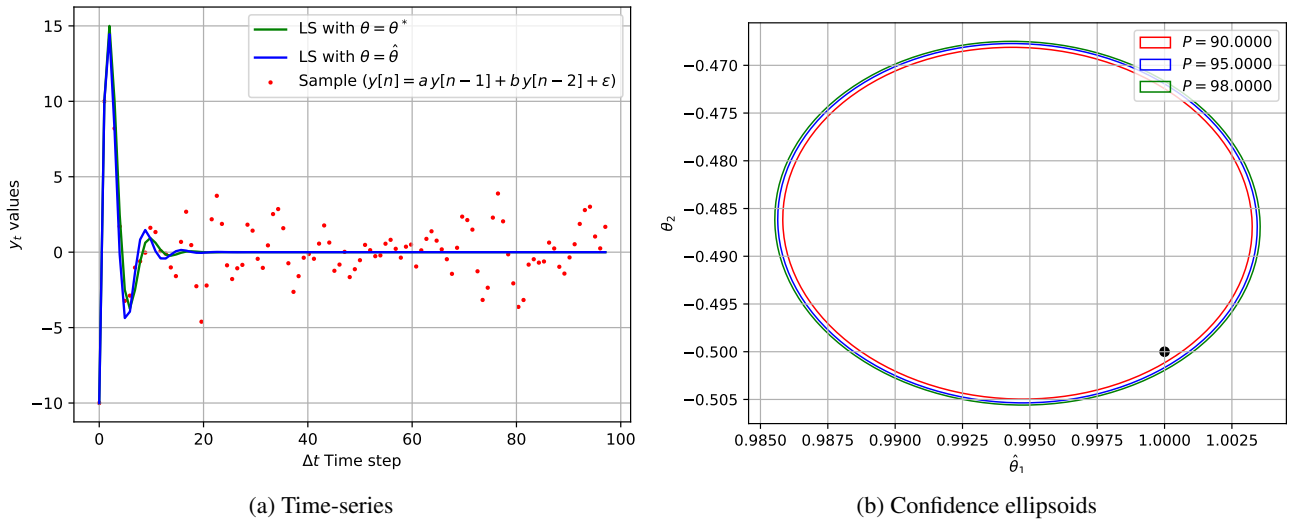 15
10
5
0
−5
−10
y_t values
0
20
40
60
80
100
Δt Time step
LS with θ = θ*
LS with θ = θ̂
Sample (y[n] = a y[n − 1] + b y[n − 2] + ε)
(a) Time-series
−0.470
−0.475
−0.480
−0.485
−0.490
−0.495
−0.500
−0.505
θ₂
0.9850
0.9875
0.9900
0.9925
0.9950
0.9975
1.0000
1.0025
θ̂₁
P = 90.0000
P = 95.0000
P = 98.0000
(b) Confidence ellipsoids